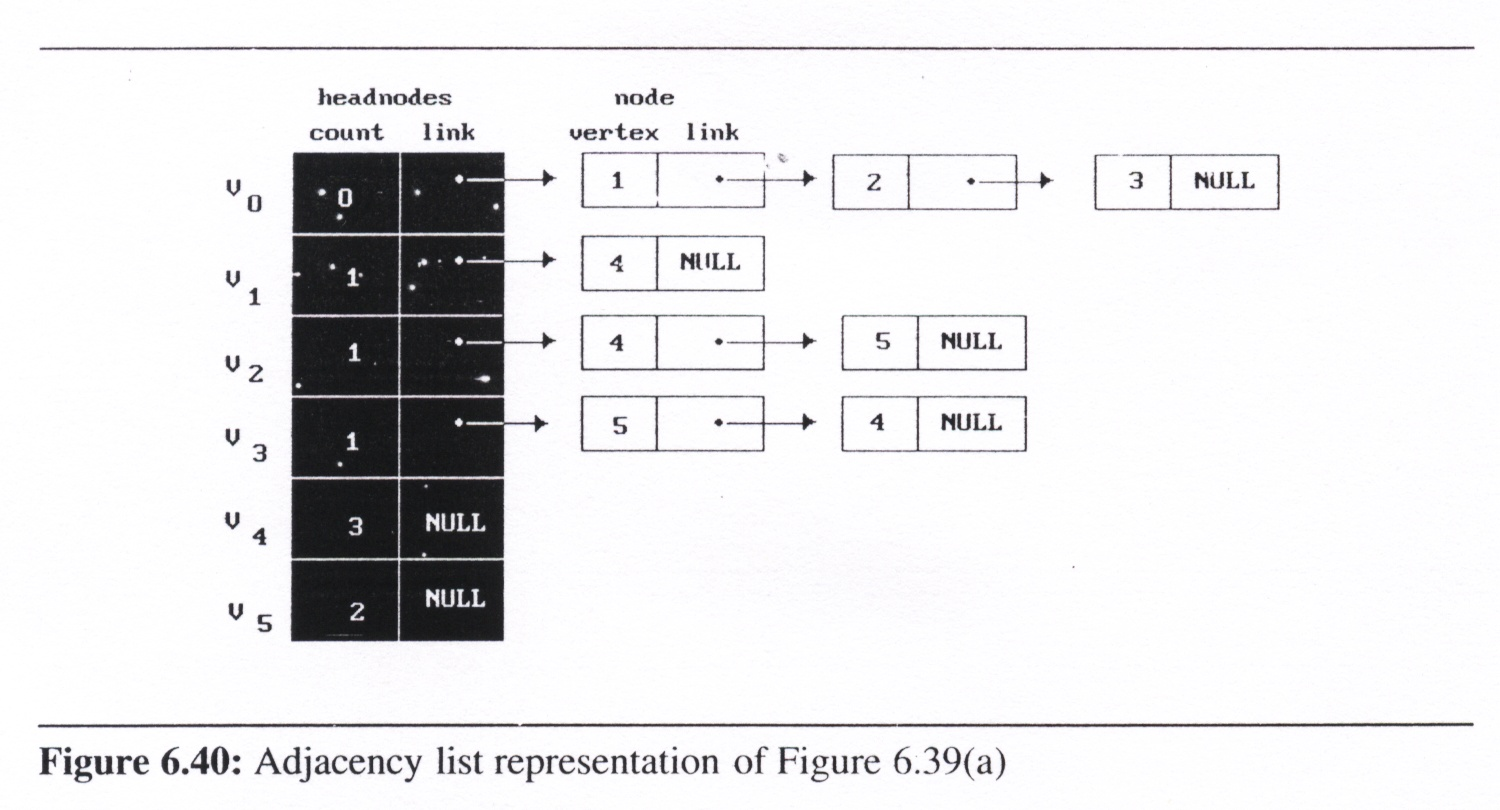 headnodes node
count link vertex link
V0 0 1 2 3 NULL
V1 1 4 NULL
V2 1 4 5 NULL
V3 1 5 4 NULL
V4 3 NULL
V5 2 NULL
Figure 6.40: Adjacency list representation of Figure 6.39(a)